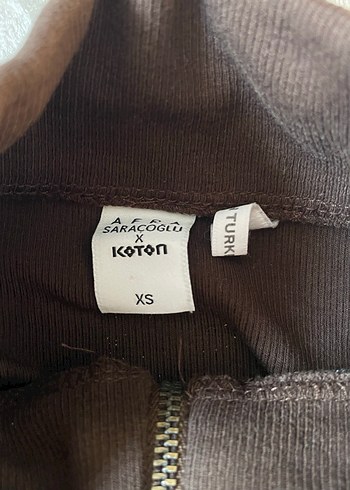 AFRA
SARAÇOĞLU
X
KOTON
XS
TURK